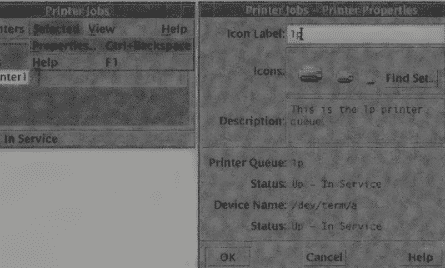 Printer Jobs
Selected View Help
Properties... Ctrl+Backspace
Help F1
In Service
Printer Jobs - Printer Properties
Icon Label: lp
Icons:
Find Set...
This is the lp printer
Description: queue.
Printer Queue: lp
Status: Up - In Service
Device Name: /dev/term/a
Status: Up - In Service
OK Cancel Help